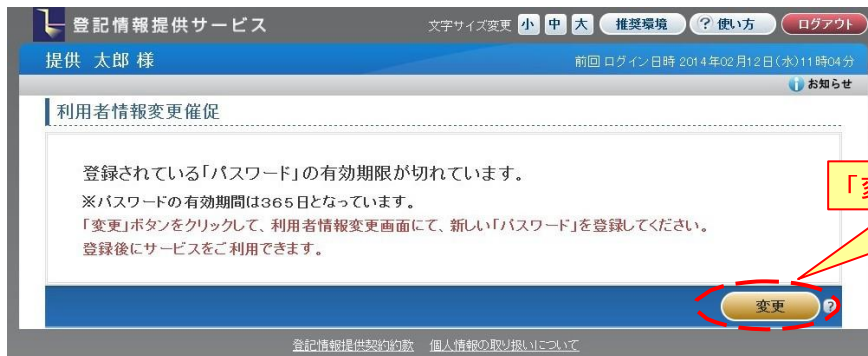 登記情報提供サービス
文字サイズ変更 小 中 大 推奨環境 ? 使い方 ログアウト
提供 太郎 様
前回ログイン日時 2014年02月12日(水)11時04分
お知らせ
利用者情報変更催促
登録されている「パスワード」の有効期限が切れています。
※パスワードの有効期間は365日となっています。
「変更」ボタンをクリックして、利用者情報変更画面にて、新しい「パスワード」を登録してください。
登録後にサービスをご利用できます。
「変
変更 ?
登記情報提供契約約款 個人情報の取り扱いについて